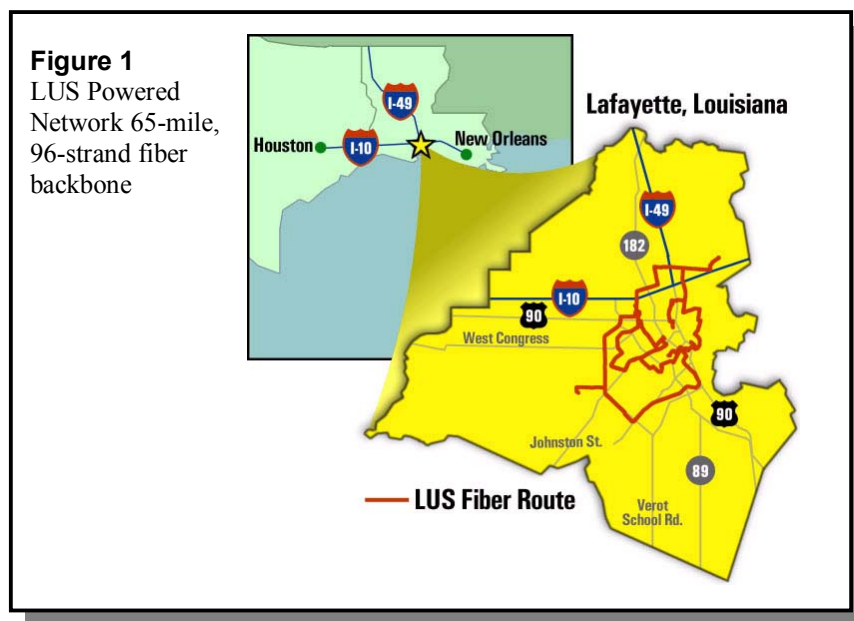 Figure 1
LUS Powered
Network 65-mile,
96-strand fiber
backbone
I-49
Houston
I-10
New Orleans
Lafayette, Louisiana
I-49
182
I-10
90
West Congress
90
Johnston St.
89
LUS Fiber Route
Verot
School Rd.